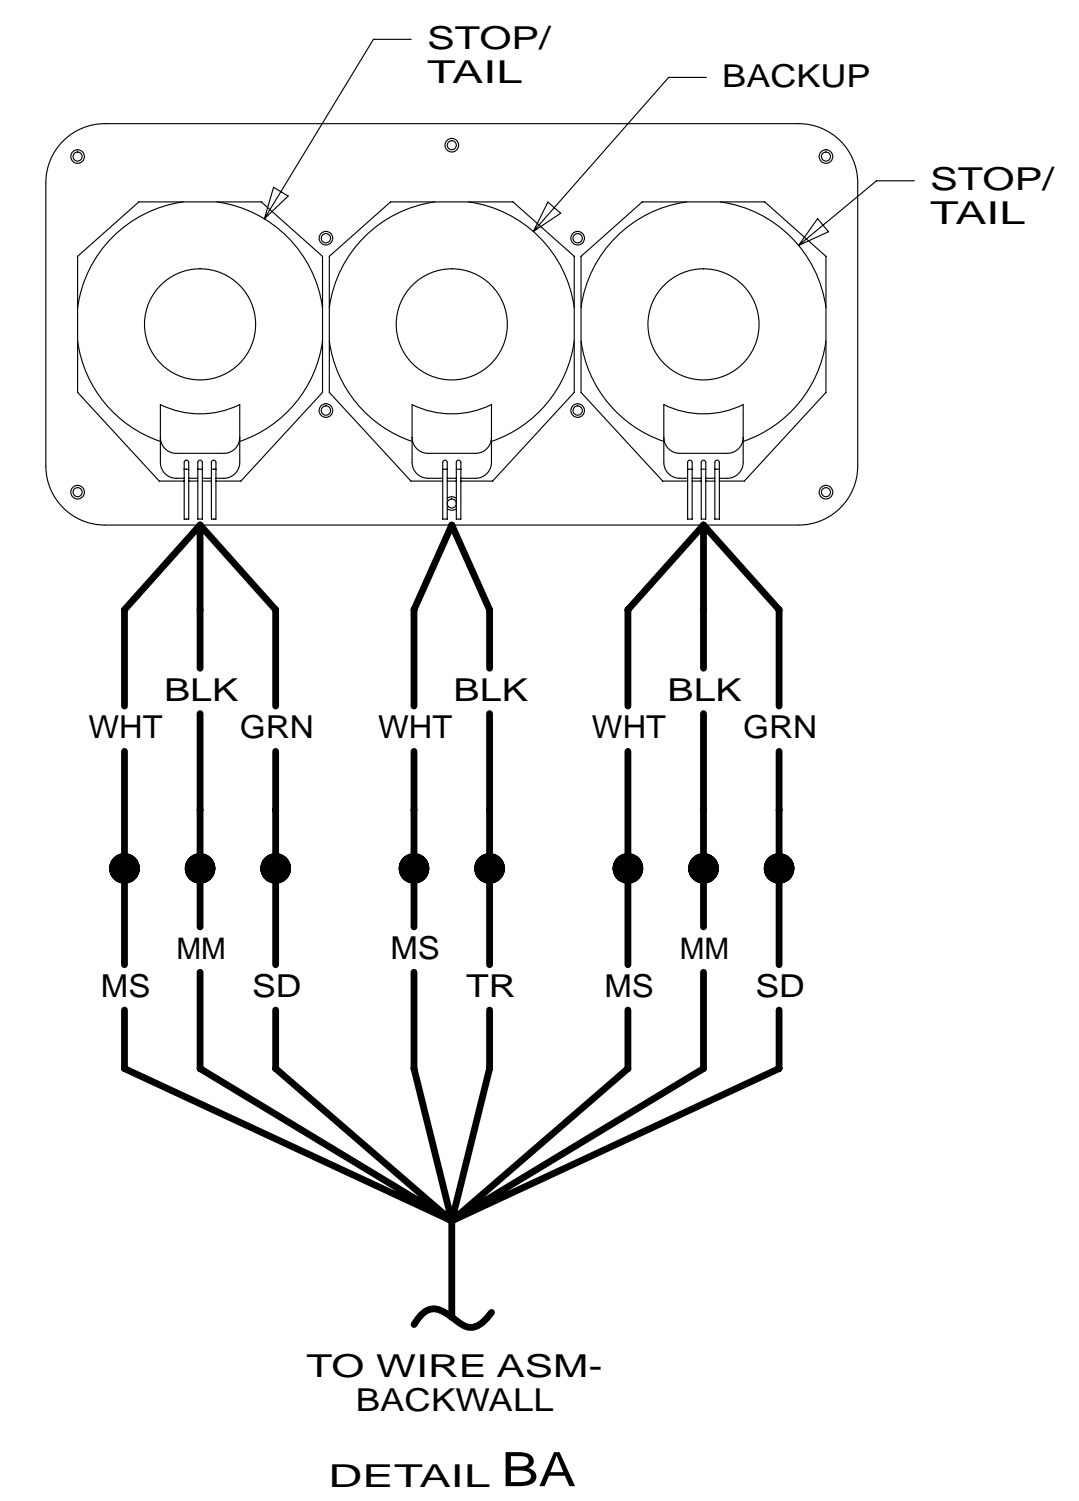 STOP/
TAIL
BACKUP
STOP/
TAIL
BLK
BLK
BLK
WHT
GRN
WHT
WHT
GRN
MM
MS
MM
MS
SD
TR
MS
SD
TO WIRE ASM-
BACKWALL
DETAIL BA